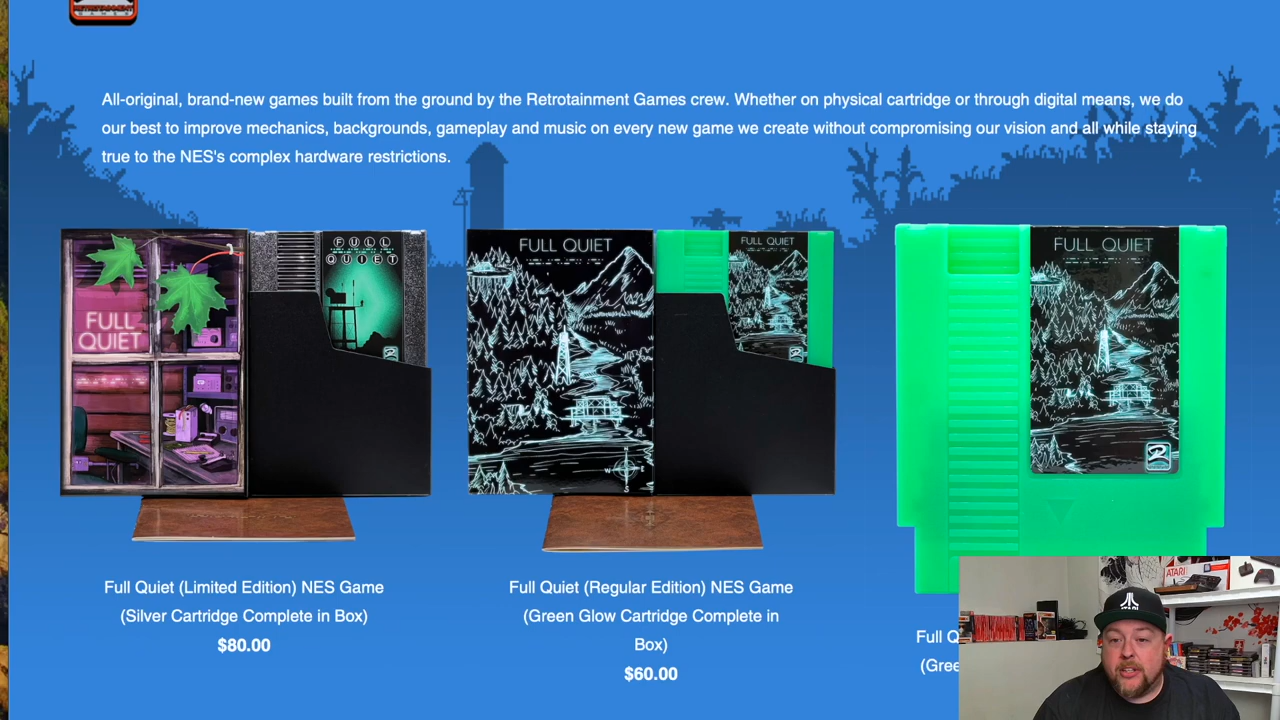 RETROTAINMENT
GAMES
All-original, brand-new games built from the ground by the Retrotainment Games crew. Whether on physical cartridge or through digital means, we do
our best to improve mechanics, backgrounds, gameplay and music on every new game we create without compromising our vision and all while staying
true to the NES's complex hardware restrictions.
FULL
QUIET
FULL
QUIET
FULL QUIET
W E
S
FULL QUIET
FULL QUIET
Full Quiet (Limited Edition) NES Game
(Silver Cartridge Complete in Box)
$80.00
Full Quiet (Regular Edition) NES Game
(Green Glow Cartridge Complete in
Box)
$60.00
Full Q
(Gree
ATARI
ATARI